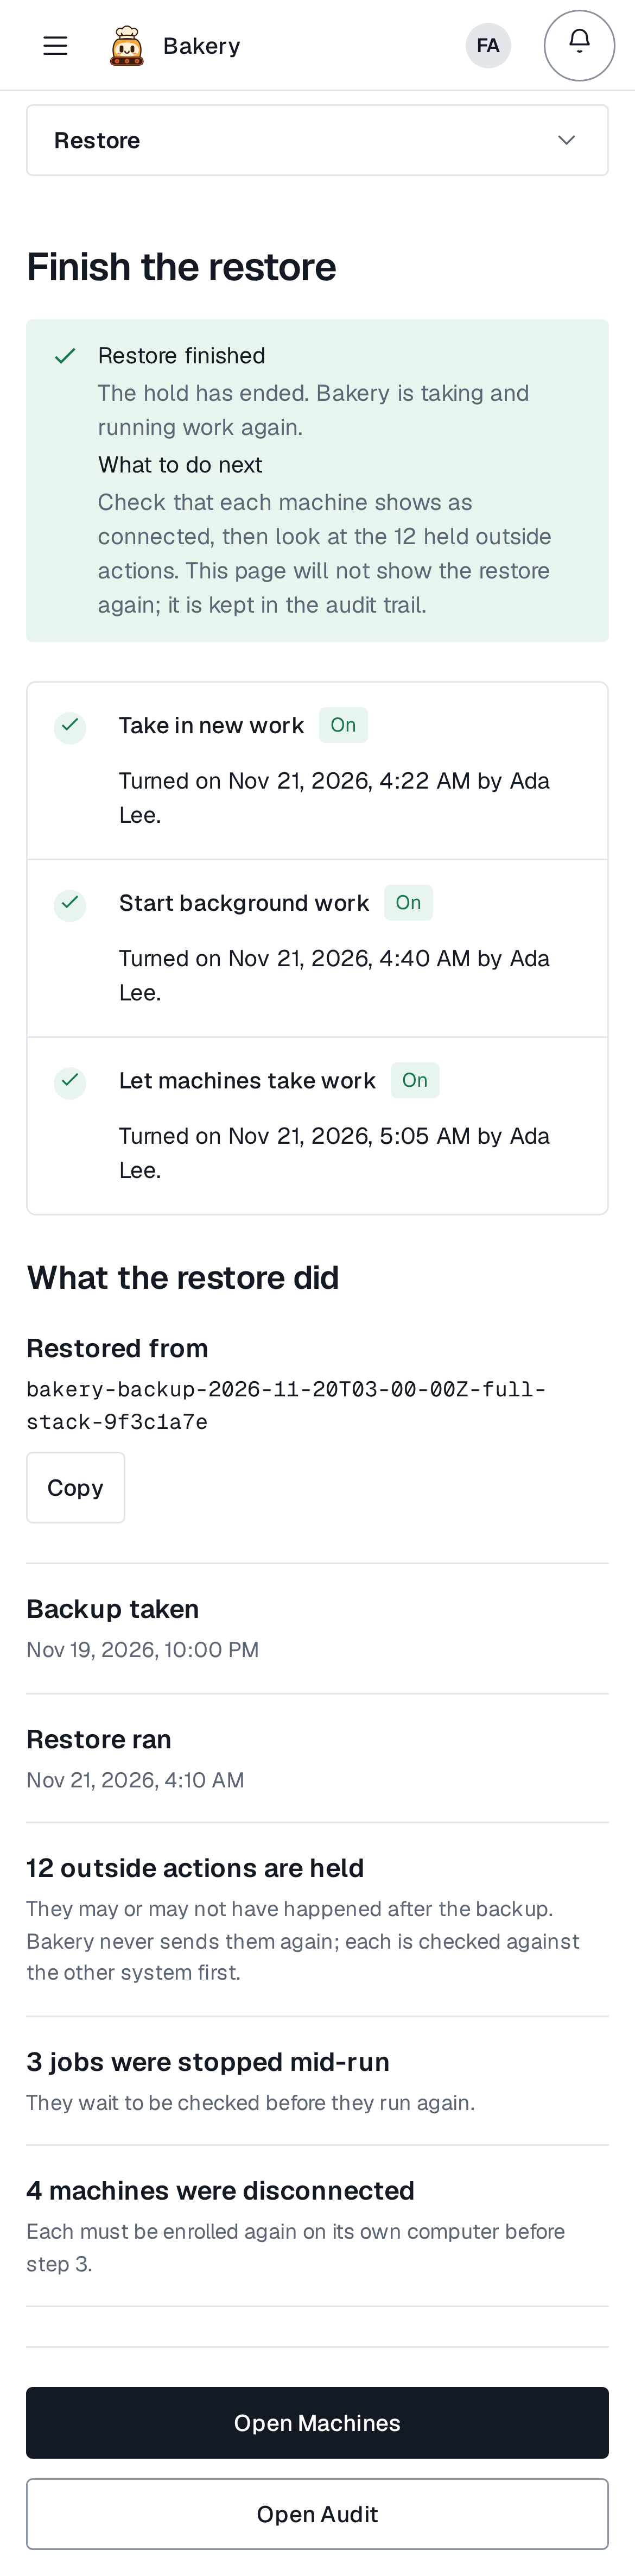 Bakery
FA
Restore
Finish the restore
Restore finished
The hold has ended. Bakery is taking and
running work again.
What to do next
Check that each machine shows as
connected, then look at the 12 held outside
actions. This page will not show the restore
again; it is kept in the audit trail.
Take in new work On
Turned on Nov 21, 2026, 4:22 AM by Ada
Lee.
Start background work On
Turned on Nov 21, 2026, 4:40 AM by Ada
Lee.
Let machines take work On
Turned on Nov 21, 2026, 5:05 AM by Ada
Lee.
What the restore did
Restored from
bakery-backup-2026-11-20T03-00-00Z-full-
stack-9f3c1a7e
Copy
Backup taken
Nov 19, 2026, 10:00 PM
Restore ran
Nov 21, 2026, 4:10 AM
12 outside actions are held
They may or may not have happened after the backup.
Bakery never sends them again; each is checked against
the other system first.
3 jobs were stopped mid-run
They wait to be checked before they run again.
4 machines were disconnected
Each must be enrolled again on its own computer before
step 3.
Open Machines
Open Audit